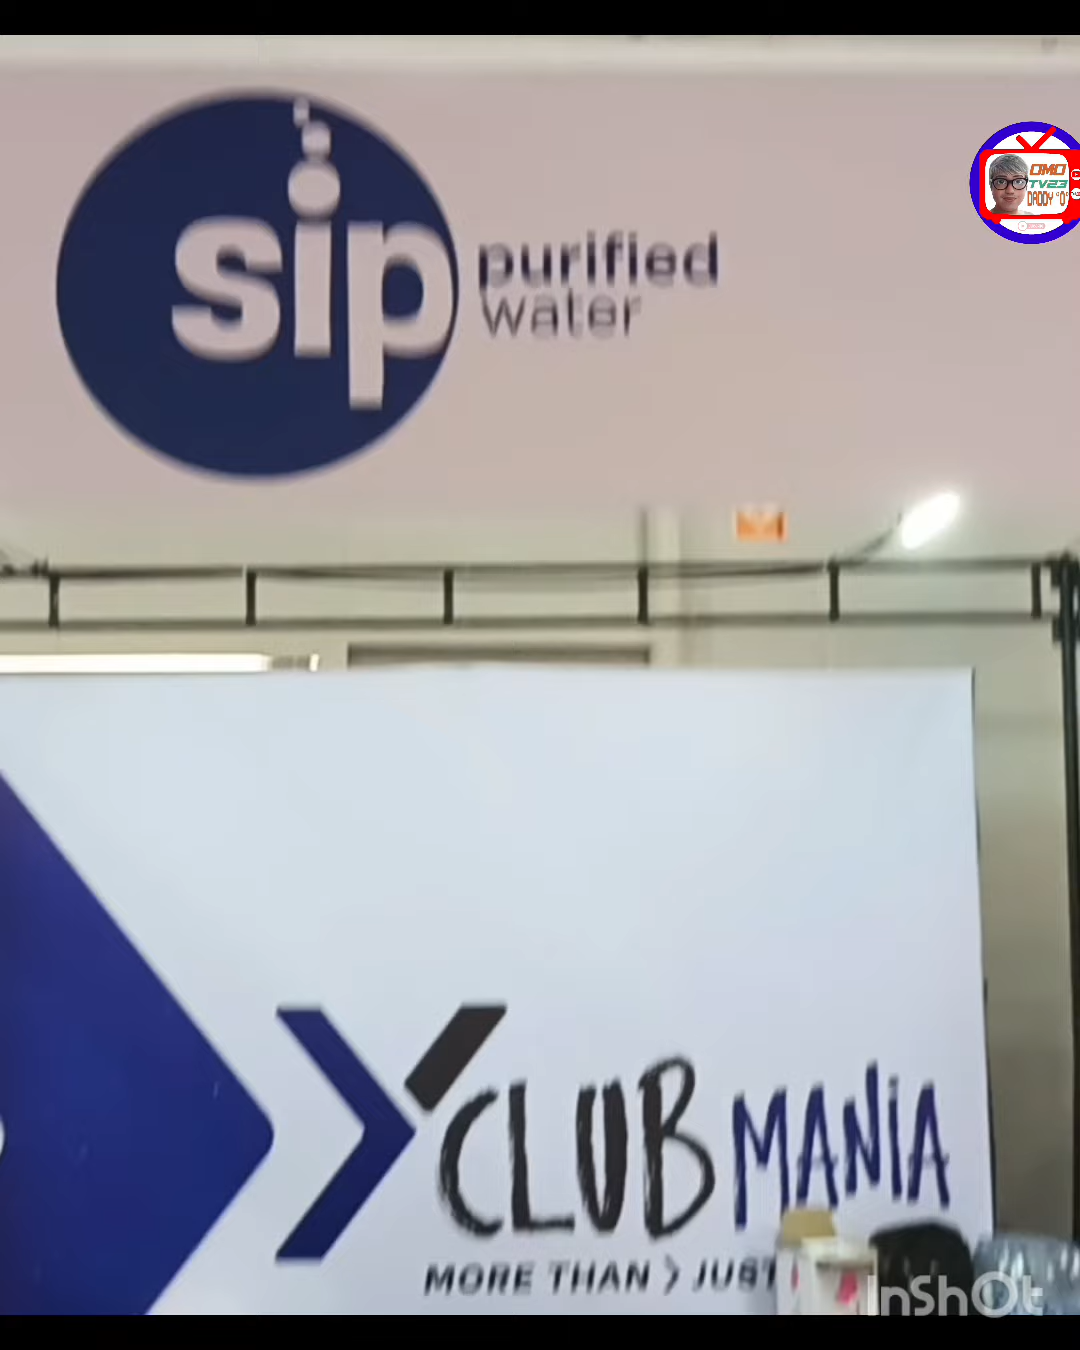 sip
purified
water
OMO
TV23
DADDY "O"
CLUB MANiA
MORE THAN > JUST
InShOt